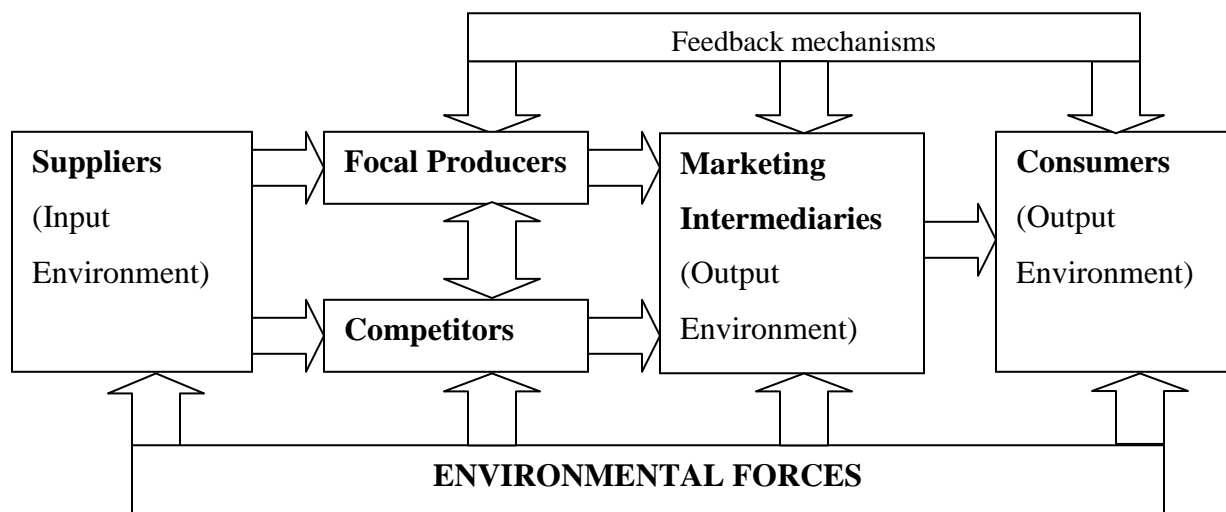 Feedback mechanisms
Suppliers
(Input
Environment)
Focal Producers
Competitors
Marketing
Intermediaries
(Output
Environment)
Consumers
(Output
Environment)
ENVIRONMENTAL FORCES